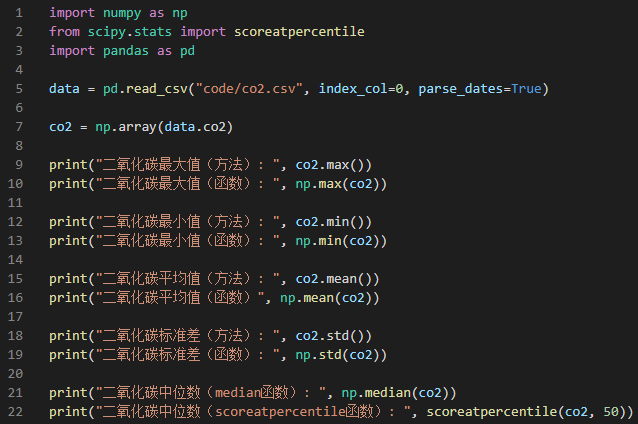 1 import numpy as np
2 from scipy.stats import scoreatpercentile
3 import pandas as pd
4
5 data = pd.read_csv("code/co2.csv", index_col=0, parse_dates=True)
6
7 co2 = np.array(data.co2)
8
9 print("二氧化碳最大值（方法）: ", co2.max())
10 print("二氧化碳最大值（函数）: ", np.max(co2))
11
12 print("二氧化碳最小值（方法）: ", co2.min())
13 print("二氧化碳最小值（函数）: ", np.min(co2))
14
15 print("二氧化碳平均值（方法）: ", co2.mean())
16 print("二氧化碳平均值（函数）", np.mean(co2))
17
18 print("二氧化碳标准差（方法）: ", co2.std())
19 print("二氧化碳标准差（函数）: ", np.std(co2))
20
21 print("二氧化碳中位数（median函数）: ", np.median(co2))
22 print("二氧化碳中位数（scoreatpercentile函数）: ", scoreatpercentile(co2, 50))